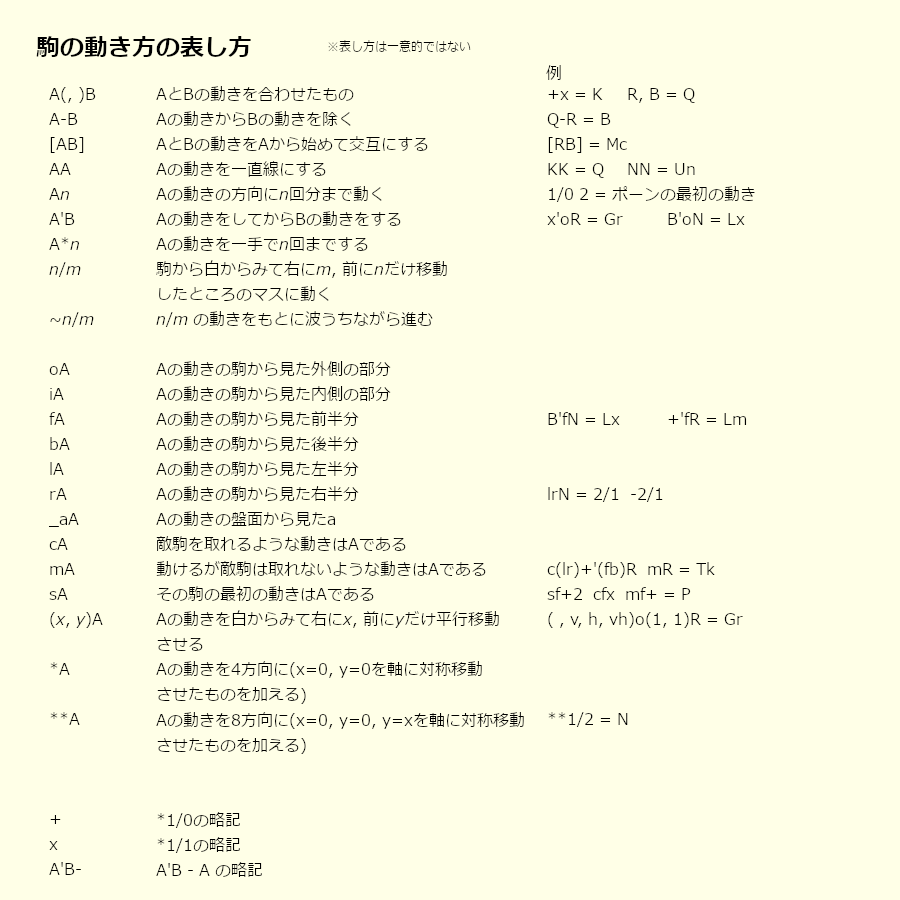 駒の動き方の表し方 ※表し方は一意的ではない
例
A(, )B AとBの動きを合わせたもの +x = K R, B = Q
A-B Aの動きからBの動きを除く Q-R = B
[AB] AとBの動きをAから始めて交互にする [RB] = Mc
AA Aの動きを一直線にする KK = Q NN = Un
An Aの動きの方向にn回分まで動く 1/0 2 = ポーンの最初の動き
A'B Aの動きをしてからBの動きをする x'oR = Gr B'oN = Lx
A*n Aの動きを一手でn回までする
n/m 駒から白からみて右にm, 前にnだけ移動
したところのマスに動く
~n/m n/m の動きをもとに波うちながら進む
oA Aの動きの駒から見た外側の部分
iA Aの動きの駒から見た内側の部分
fA Aの動きの駒から見た前半分 B'fN = Lx +'fR = Lm
bA Aの動きの駒から見た後半分
lA Aの動きの駒から見た左半分
rA Aの動きの駒から見た右半分 lrN = 2/1 -2/1
_aA Aの動きの盤面から見たa
cA 敵駒を取れるような動きはAである
mA 動けるが敵駒は取れないような動きはAである c(lr)+'(fb)R mR = Tk
sA その駒の最初の動きはAである sf+2 cfx mf+ = P
(x, y)A Aの動きを白からみて右にx, 前にyだけ平行移動 ( , v, h, vh)o(1, 1)R = Gr
させる
*A Aの動きを4方向に(x=0, y=0を軸に対称移動
させたものを加える)
**A Aの動きを8方向に(x=0, y=0, y=xを軸に対称移動 **1/2 = N
させたものを加える)
+ *1/0の略記
x *1/1の略記
A'B- A'B - A の略記